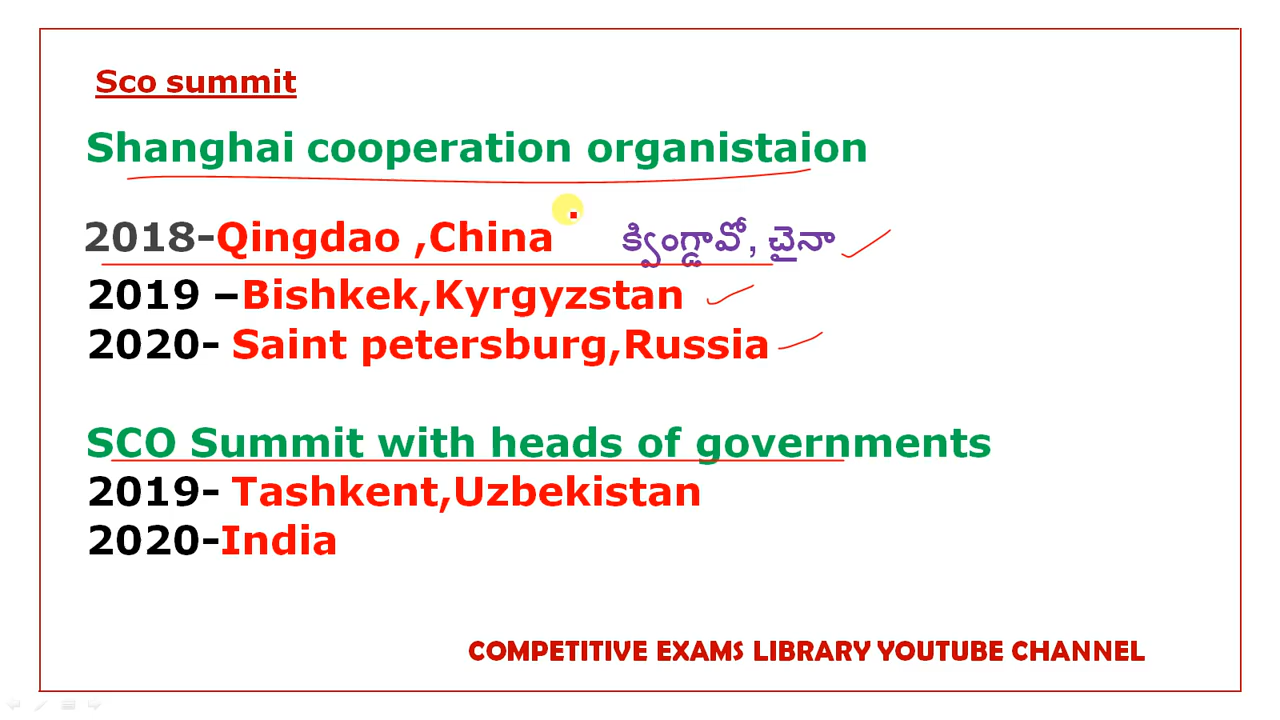 Sco summit
Shanghai cooperation organistaion
2018-Qingdao ,China క్వింగ్డావో, చైనా
2019 –Bishkek,Kyrgyzstan
2020- Saint petersburg,Russia
SCO Summit with heads of governments
2019- Tashkent,Uzbekistan
2020-India
COMPETITIVE EXAMS LIBRARY YOUTUBE CHANNEL